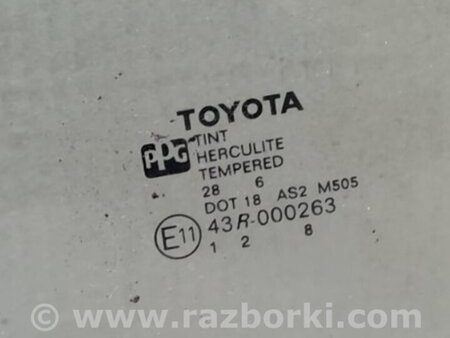 TOYOTA
PPG TINT
HERCULITE
TEMPERED
28 6
DOT 18 AS2 M505
E11 43R-000263
1 2 8
© www.razborki.com